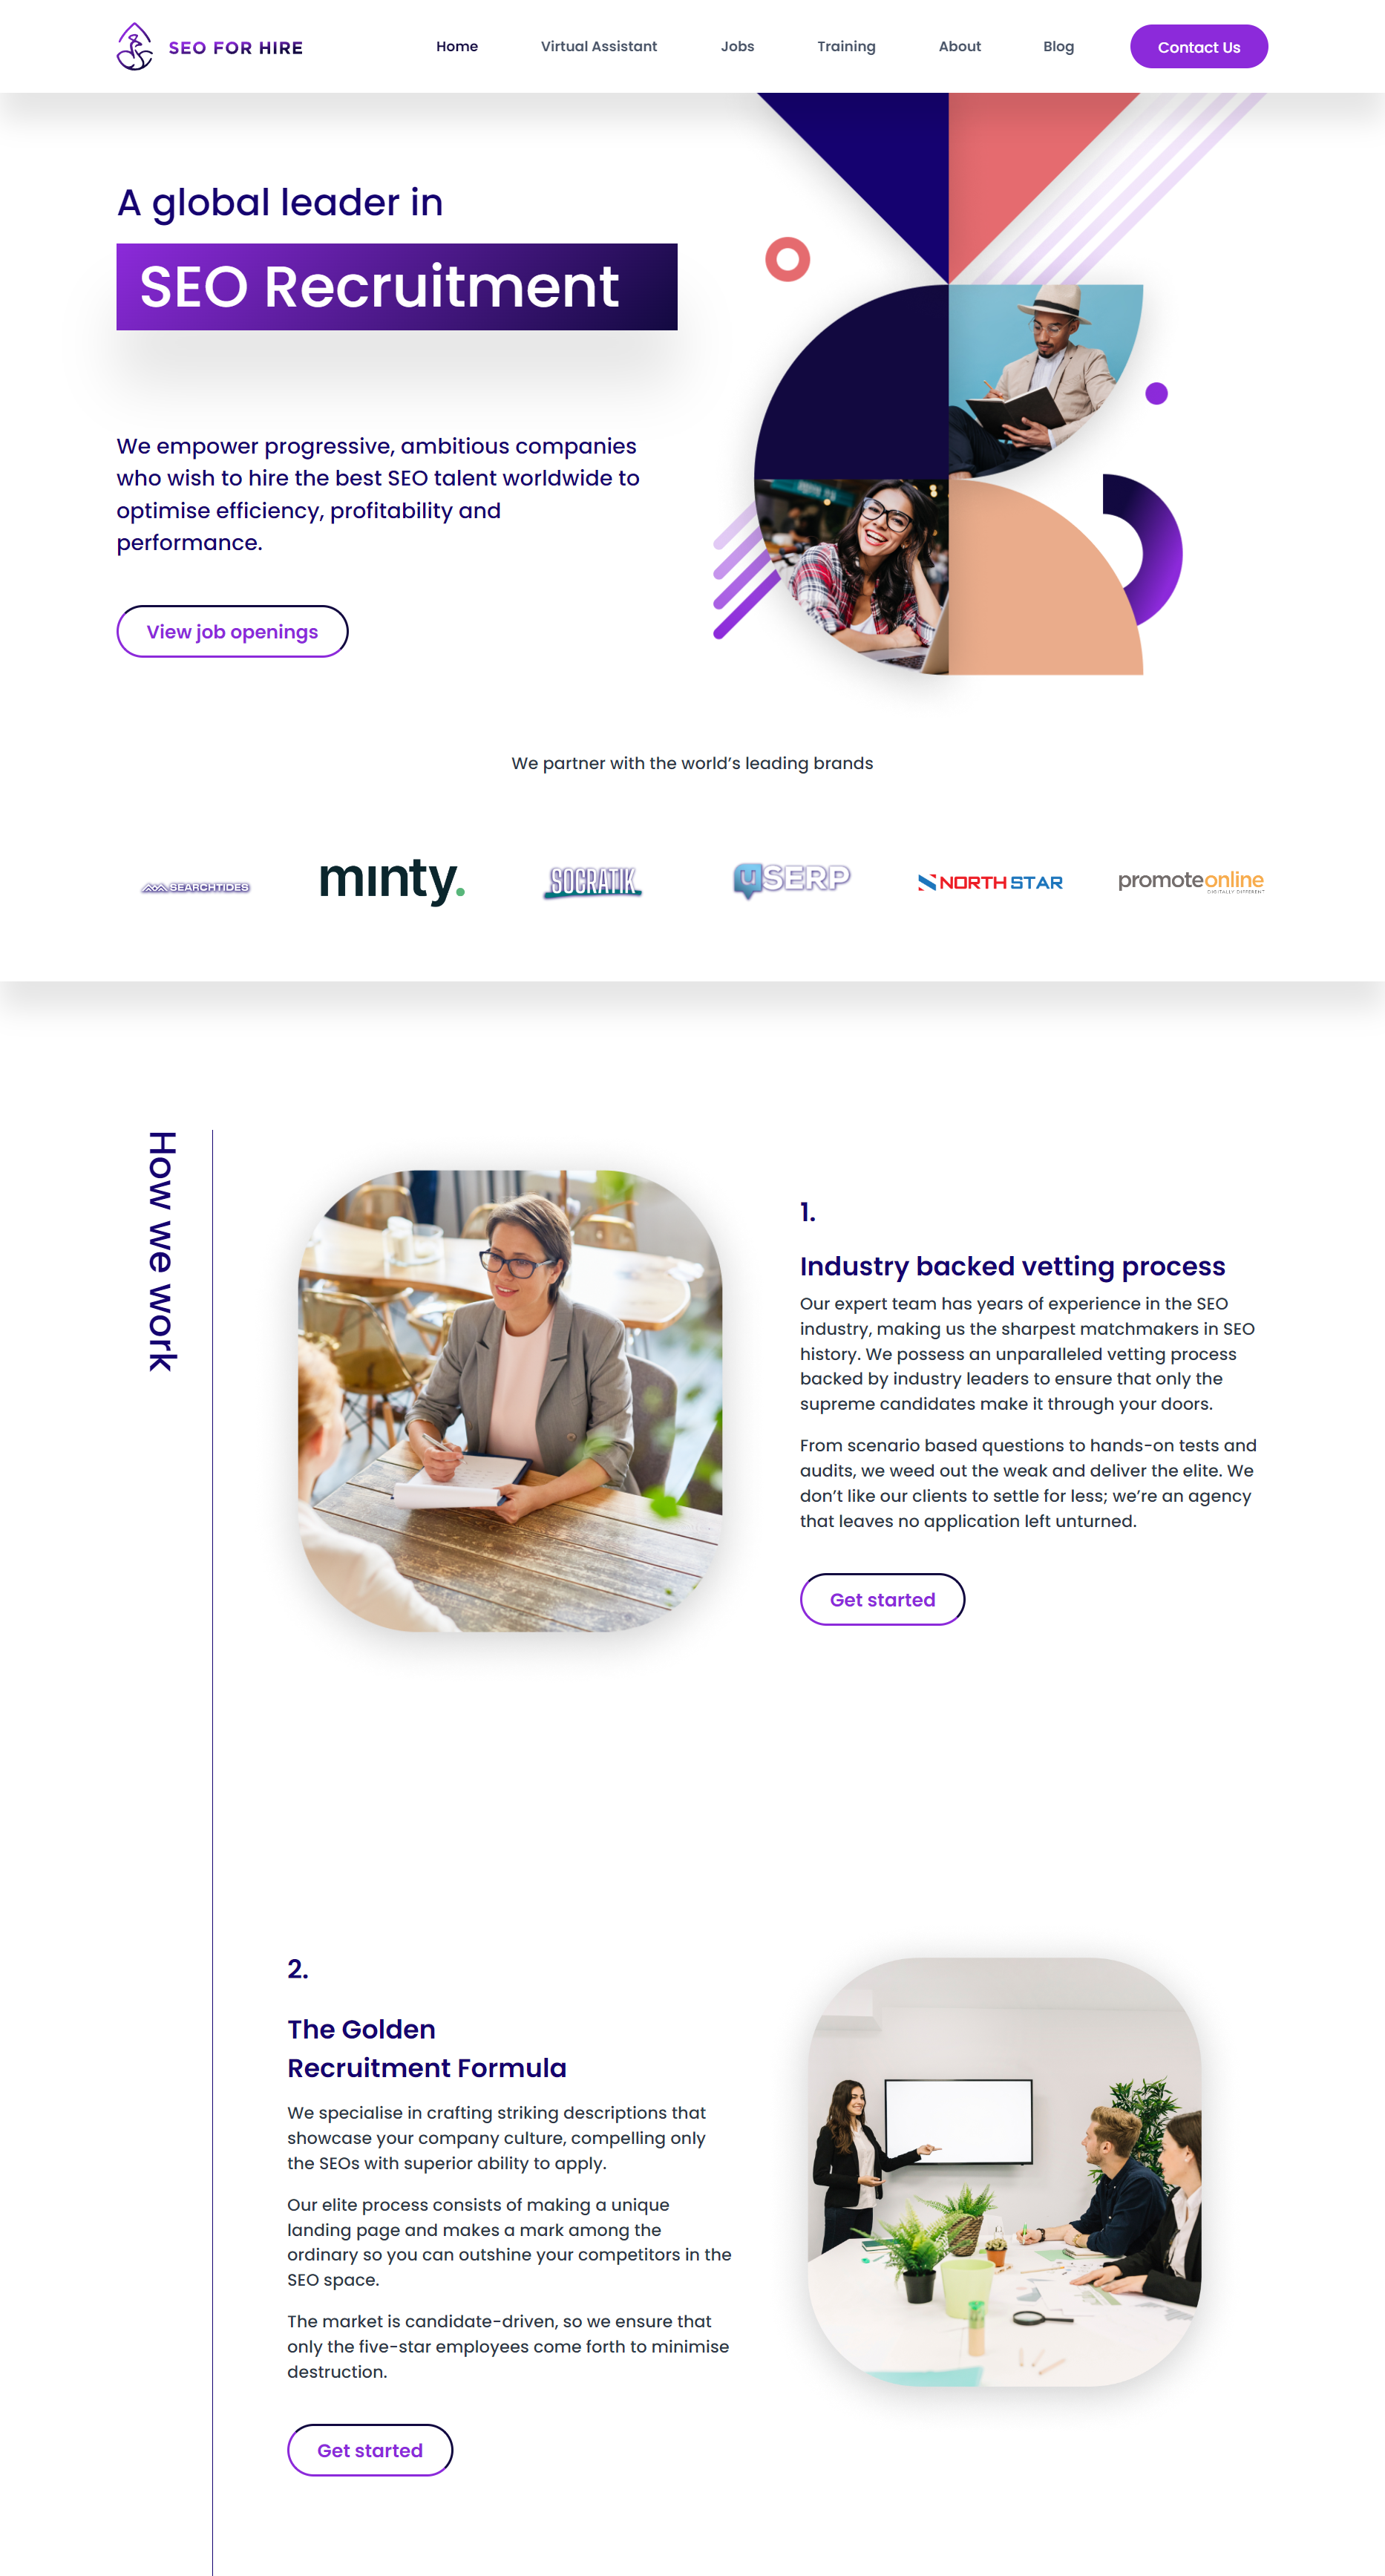 SEO FOR HIRE
Home
Virtual Assistant
Jobs
Training
About
Blog
Contact Us
A global leader in
SEO Recruitment
We empower progressive, ambitious companies
who wish to hire the best SEO talent worldwide to
optimise efficiency, profitability and
performance.
View job openings
We partner with the world's leading brands
SEARCHTIDES
minty.
SOCRATIK
uSERP
NORTH STAR
promoteonline
DIGITALLY DIFFERENT
How we work
1.
Industry backed vetting process
Our expert team has years of experience in the SEO
industry, making us the sharpest matchmakers in SEO
history. We possess an unparalleled vetting process
backed by industry leaders to ensure that only the
supreme candidates make it through your doors.
From scenario based questions to hands-on tests and
audits, we weed out the weak and deliver the elite. We
don't like our clients to settle for less; we're an agency
that leaves no application left unturned.
Get started
2.
The Golden
Recruitment Formula
We specialise in crafting striking descriptions that
showcase your company culture, compelling only
the SEOs with superior ability to apply.
Our elite process consists of making a unique
landing page and makes a mark among the
ordinary so you can outshine your competitors in the
SEO space.
The market is candidate-driven, so we ensure that
only the five-star employees come forth to minimise
destruction.
Get started